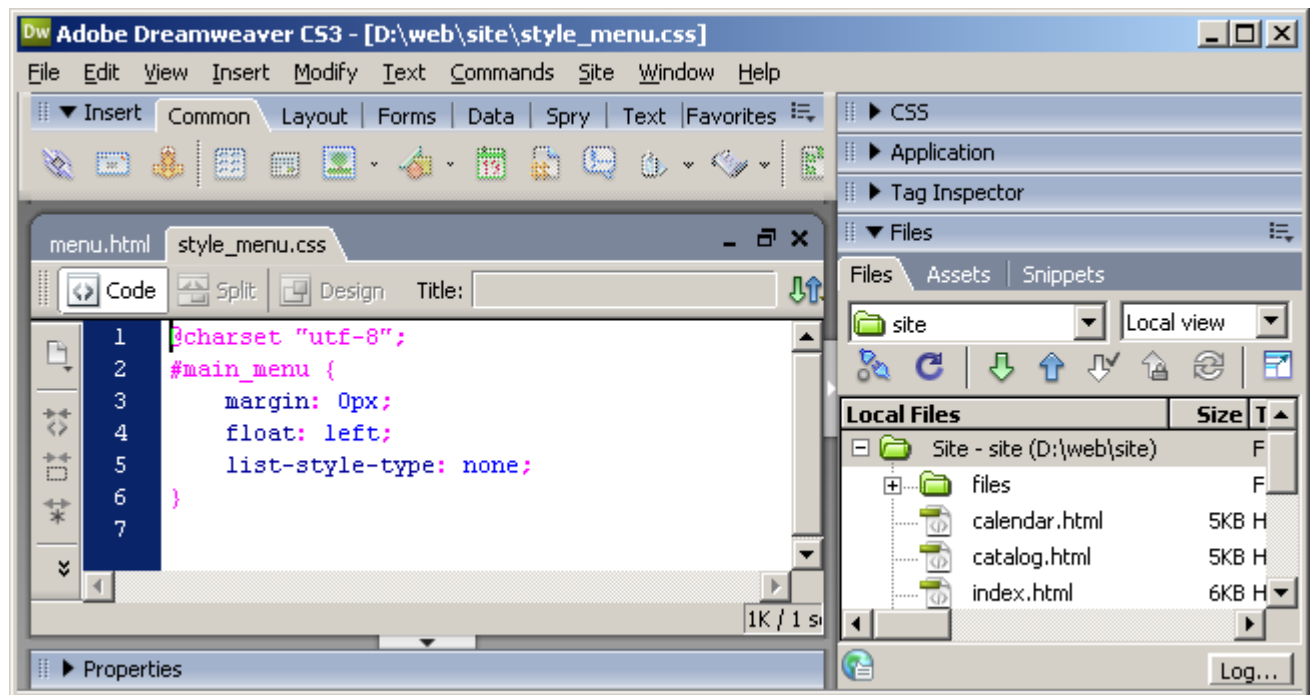 Dw Adobe Dreamweaver CS3 - [D:\web\site\style_menu.css]
File Edit View Insert Modify Text Commands Site Window Help
Insert Common Layout Forms Data Spry Text Favorites
menu.html style_menu.css
Code Split Design Title:
1 @charset "utf-8";
2 #main_menu {
3 margin: 0px;
4 float: left;
5 list-style-type: none;
6 }
7
1K / 1
Properties
CSS
Application
Tag Inspector
Files
Files Assets Snippets
site Local view
Local Files Size T
Site - site (D:\web\site) F
files F
calendar.html 5KB H
catalog.html 5KB H
index.html 6KB H
Log...